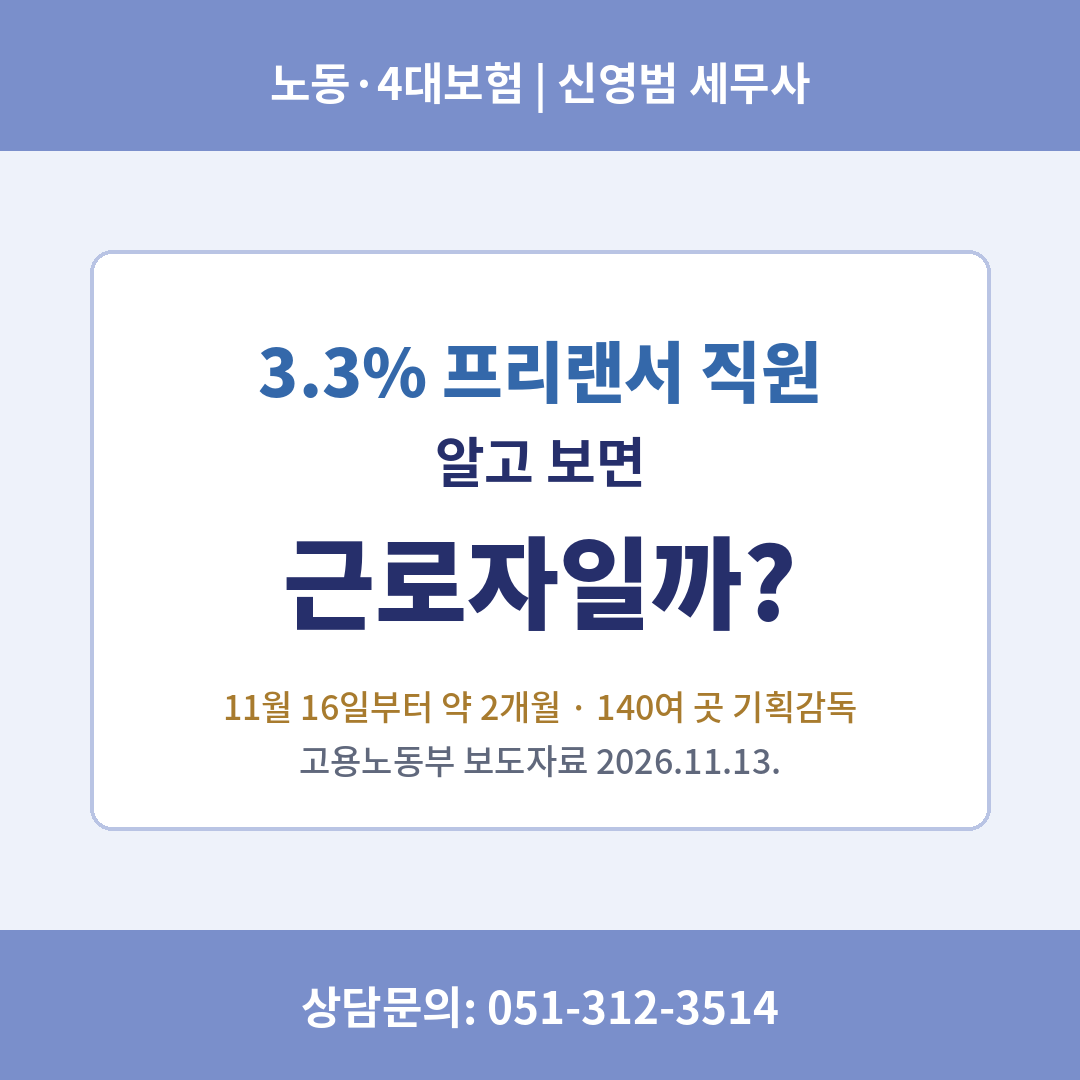 노동·4대보험 | 신영범 세무사
3.3% 프리랜서 직원
알고 보면
근로자일까?
11월 16일부터 약 2개월 · 140여 곳 기획감독
고용노동부 보도자료 2026.11.13.
상담문의: 051-312-3514